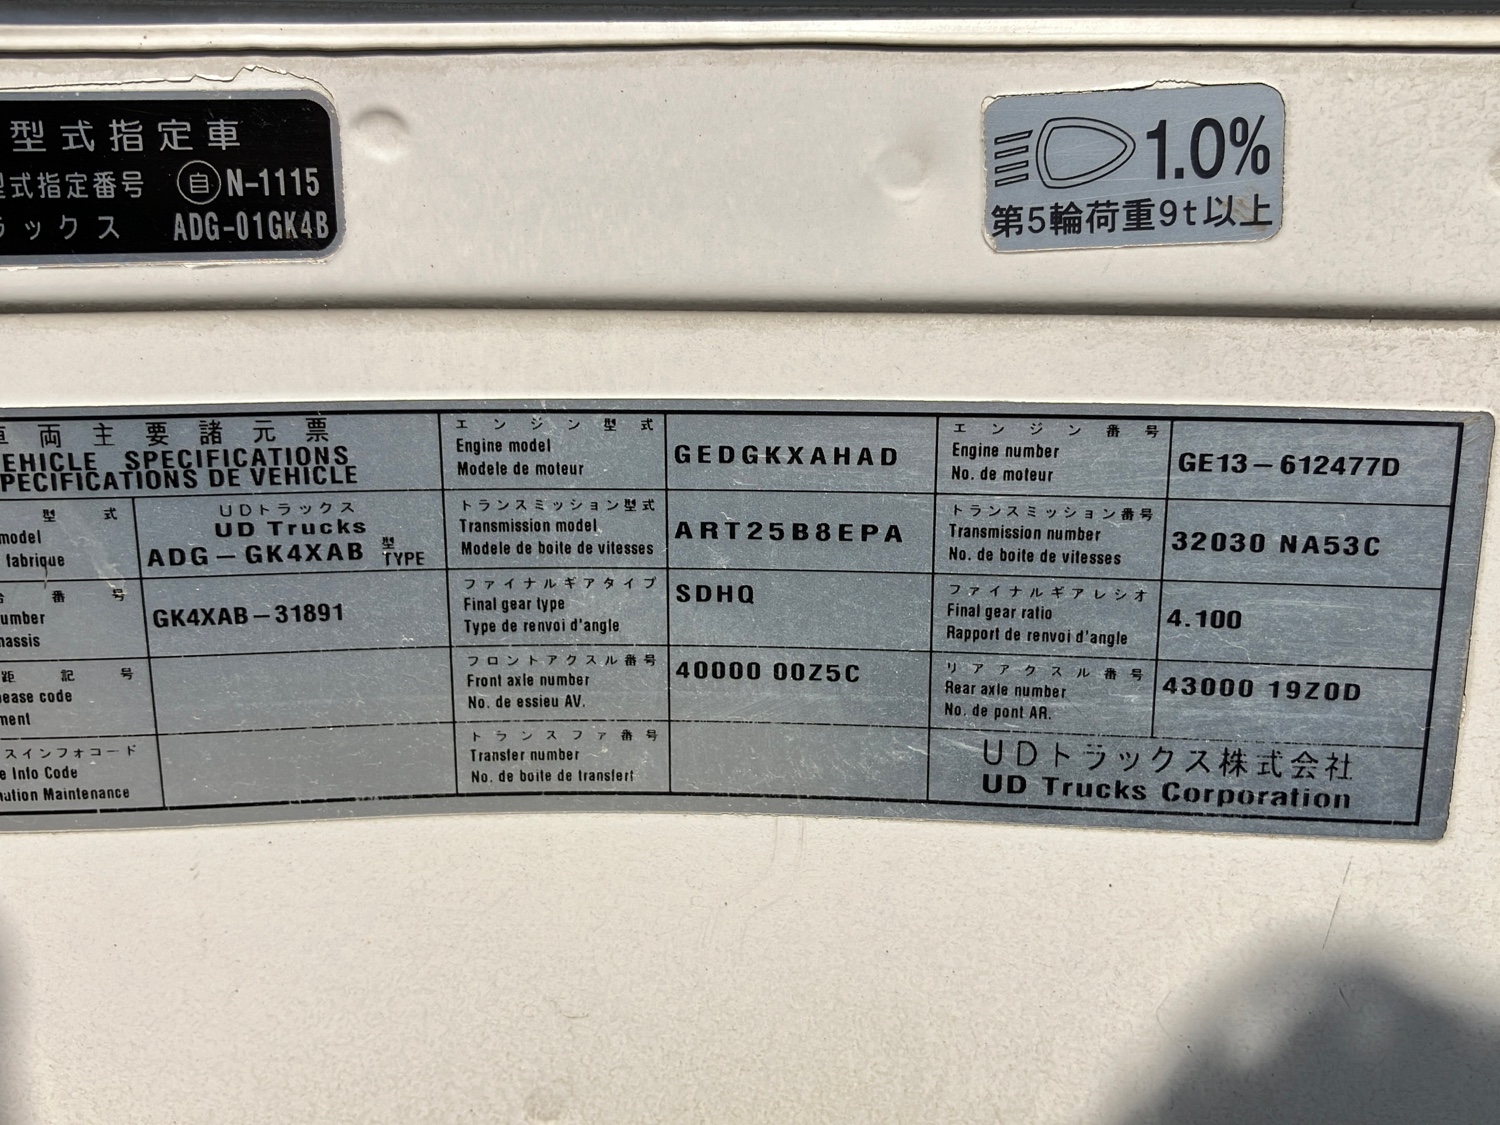 型式指定車
型式指定番号 自 N-1115
ラックス ADG-01GK4B
1.0%
第5輪荷重9t以上
車両主要諸元票
EHICLE SPECIFICATIONS
PECIFICATIONS DE VEHICLE
型式
model
fabrique
UDトラックス
UD Trucks
ADG-GK4XAB 型 TYPE
番号
umber
hassis
GK4XAB-31891
距記号
ease code
ment
スインフォコード
e Info Code
nation Maintenance
エンジン型式
Engine model
Modele de moteur
GEDGKXAHAD
エンジン番号
Engine number
No. de moteur
GE13-612477D
トランスミッション型式
Transmission model
Modele de boite de vitesses
ART25B8EPA
トランスミッション番号
Transmission number
No. de boite de vitesses
32030 NA53C
ファイナルギアタイプ
Final gear type
Type de renvoi d'angle
SDHQ
ファイナルギアレシオ
Final gear ratio
Rapport de renvoi d'angle
4.100
フロントアクスル番号
Front axle number
No. de essieu AV.
40000 00Z5C
リアアクスル番号
Rear axle number
No. de pont AR.
43000 19Z0D
トランスファ番号
Transfer number
No. de boite de transfert
UDトラックス株式会社
UD Trucks Corporation